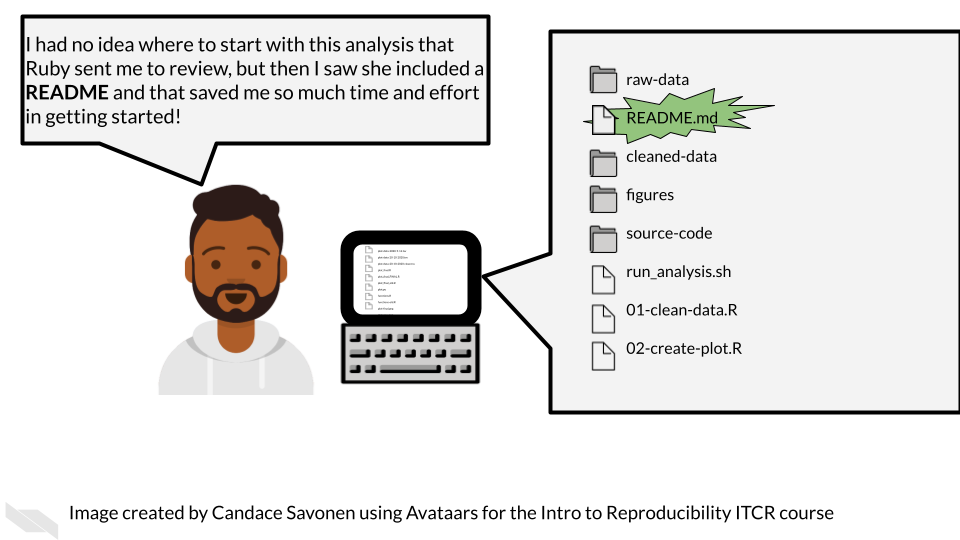 I had no idea where to start with this analysis that
Ruby sent me to review, but then I saw she included a
README and that saved me so much time and effort
in getting started!
raw-data
README.md
cleaned-data
figures
source-code
run_analysis.sh
01-clean-data.R
02-create-plot.R
Image created by Candace Savonen using Avataars for the Intro to Reproducibility ITCR course